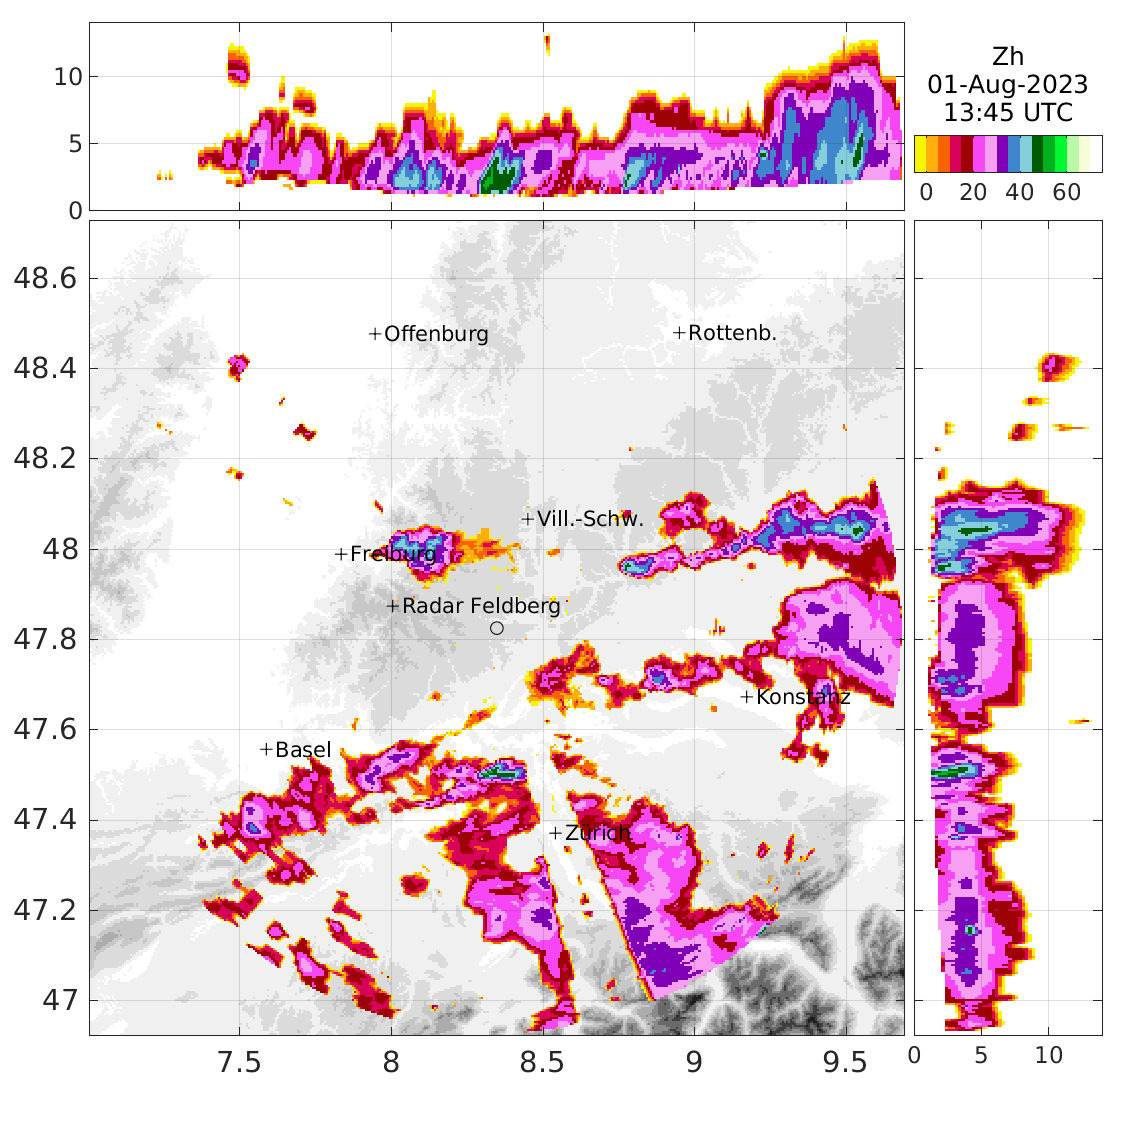 Zh
01-Aug-2023
13:45 UTC
0 20 40 60
10
5
0
48.6
48.4
48.2
48
47.8
47.6
47.4
47.2
47
+Offenburg
+Rottenb.
+Vill.-Schw.
+Freiburg
+Radar Feldberg
+Konstanz
+Basel
+Zürich
7.5 8 8.5 9 9.5
0 5 10